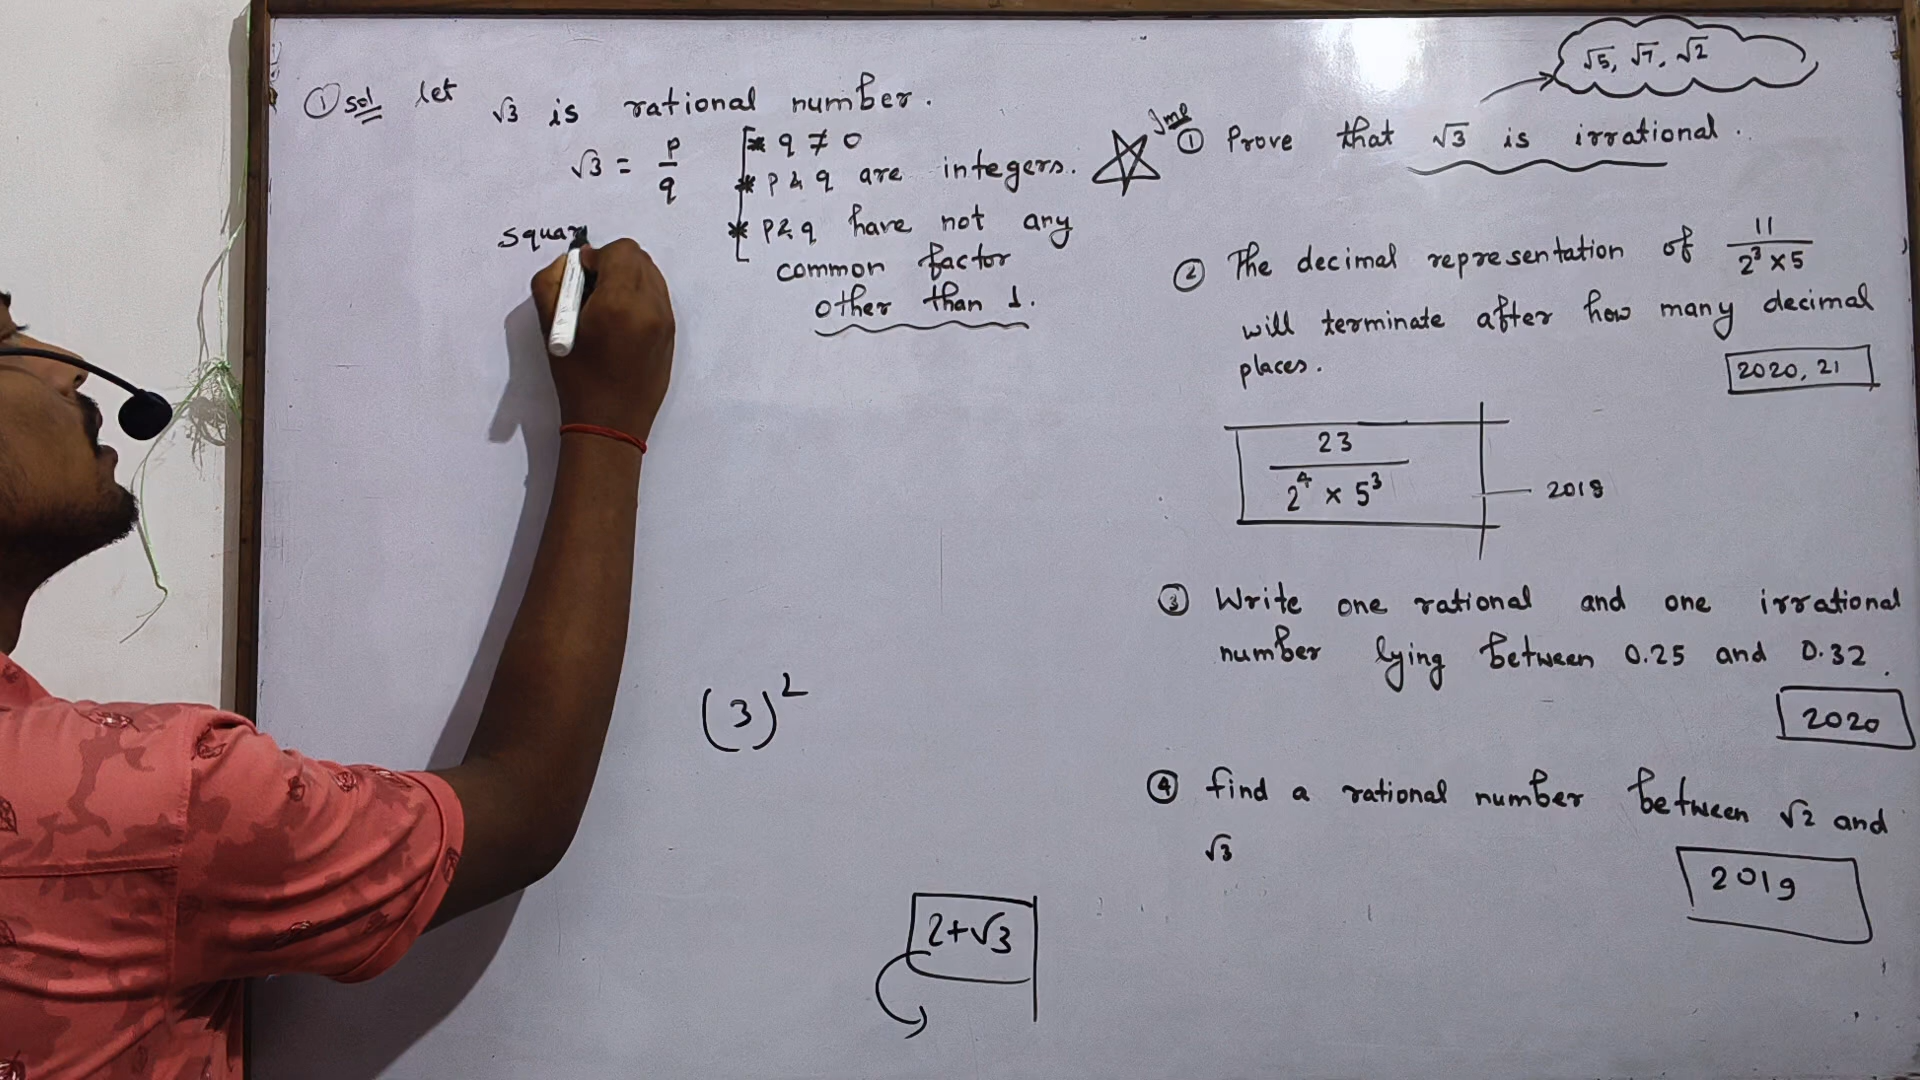 ① Sol let √3 is rational number.
√3 = p/q
* q ≠ 0
* p & q are integers.
* p & q have not any
common factor
other than 1.
squar
(3)²
2+√3
√5, √7, √2
Imp
① Prove that √3 is irrational.
② The decimal representation of 11/2³×5
will terminate after how many decimal
places.
2020, 21
23/2⁴ × 5³
2018
③ Write one rational and one irrational
number lying between 0.25 and 0.32.
2020
④ find a rational number between √2 and
√3
2019